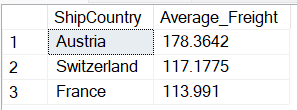 ShipCountry Average_Freight
1 Austria 178.3642
2 Switzerland 117.1775
3 France 113.991